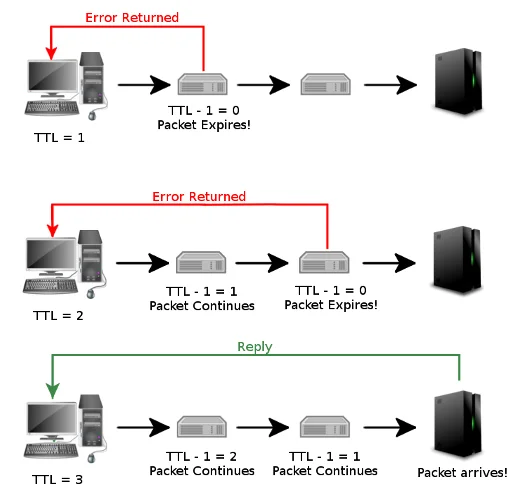 Error Returned
TTL = 1
TTL - 1 = 0
Packet Expires!
Error Returned
TTL = 2
TTL - 1 = 1
Packet Continues
TTL - 1 = 0
Packet Expires!
Reply
TTL = 3
TTL - 1 = 2
Packet Continues
TTL - 1 = 1
Packet Continues
Packet arrives!